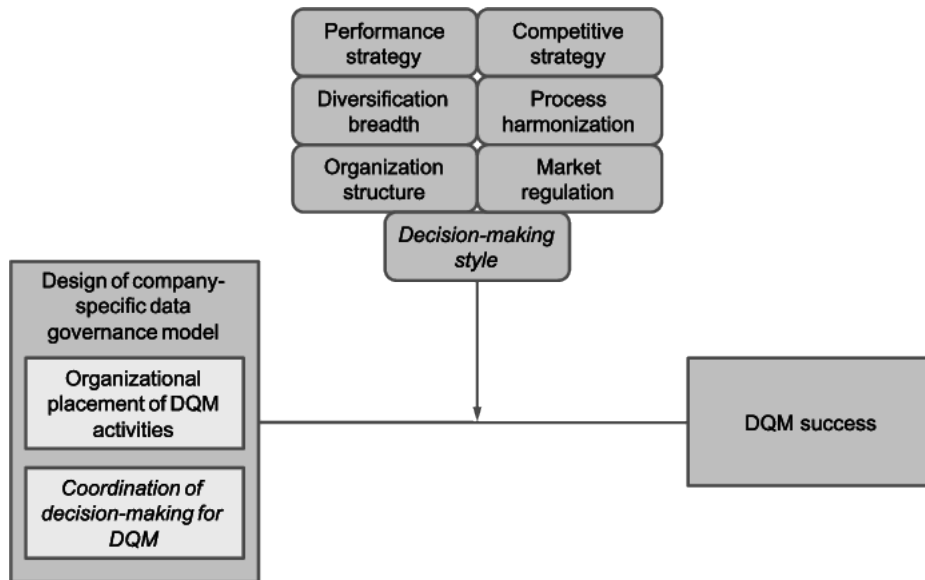 Performance
strategy
Competitive
strategy
Diversification
breadth
Process
harmonization
Organization
structure
Market
regulation
Decision-making
style
Design of company-
specific data
governance model
Organizational
placement of DQM
activities
Coordination of
decision-making for
DQM
DQM success